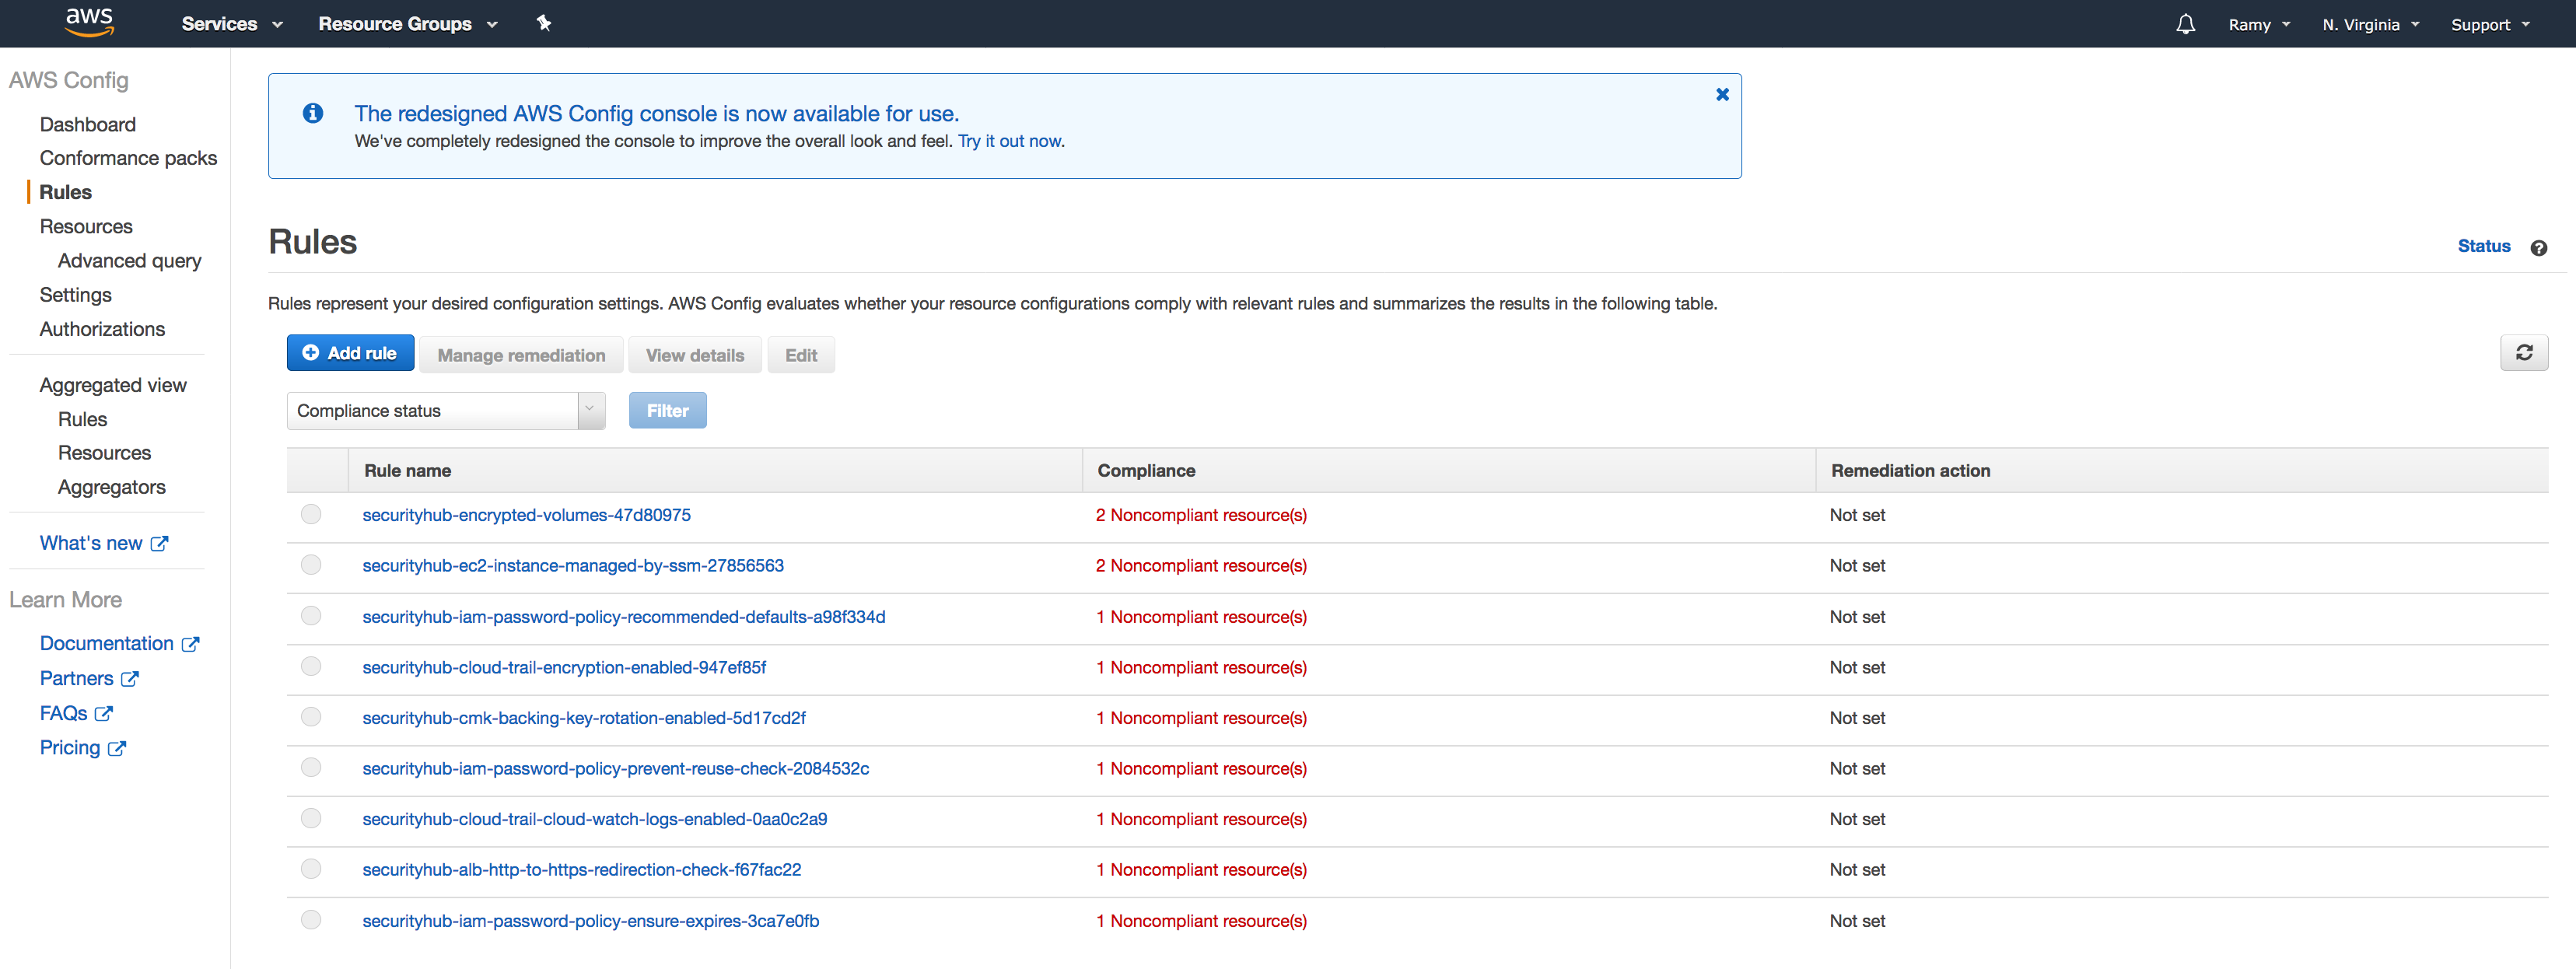 aws Services Resource Groups Ramy N. Virginia Support
AWS Config
Dashboard
Conformance packs
Rules
Resources
Advanced query
Settings
Authorizations
Aggregated view
Rules
Resources
Aggregators
What's new
Learn More
Documentation
Partners
FAQs
Pricing
The redesigned AWS Config console is now available for use.
We've completely redesigned the console to improve the overall look and feel. Try it out now.
Rules
Status
Rules represent your desired configuration settings. AWS Config evaluates whether your resource configurations comply with relevant rules and summarizes the results in the following table.
Add rule Manage remediation View details Edit
Compliance status Filter
Rule name Compliance Remediation action
securityhub-encrypted-volumes-47d80975 2 Noncompliant resource(s) Not set
securityhub-ec2-instance-managed-by-ssm-27856563 2 Noncompliant resource(s) Not set
securityhub-iam-password-policy-recommended-defaults-a98f334d 1 Noncompliant resource(s) Not set
securityhub-cloud-trail-encryption-enabled-947ef85f 1 Noncompliant resource(s) Not set
securityhub-cmk-backing-key-rotation-enabled-5d17cd2f 1 Noncompliant resource(s) Not set
securityhub-iam-password-policy-prevent-reuse-check-2084532c 1 Noncompliant resource(s) Not set
securityhub-cloud-trail-cloud-watch-logs-enabled-0aa0c2a9 1 Noncompliant resource(s) Not set
securityhub-alb-http-to-https-redirection-check-f67fac22 1 Noncompliant resource(s) Not set
securityhub-iam-password-policy-ensure-expires-3ca7e0fb 1 Noncompliant resource(s) Not set